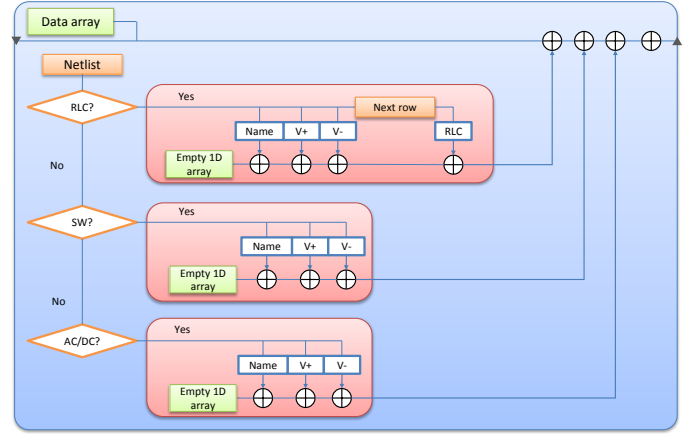 Data array
Netlist
RLC?
Yes
Next row
Name
V+
V-
RLC
Empty 1D
array
No
SW?
Yes
Name
V+
V-
Empty 1D
array
No
AC/DC?
Yes
Name
V+
V-
Empty 1D
array